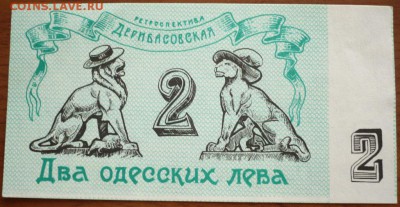 COINS.LAVE.RU
РЕТРОСПЕКТИВА
ДЕРИБАСОВСКАЯ
2
2
Два одесских лева